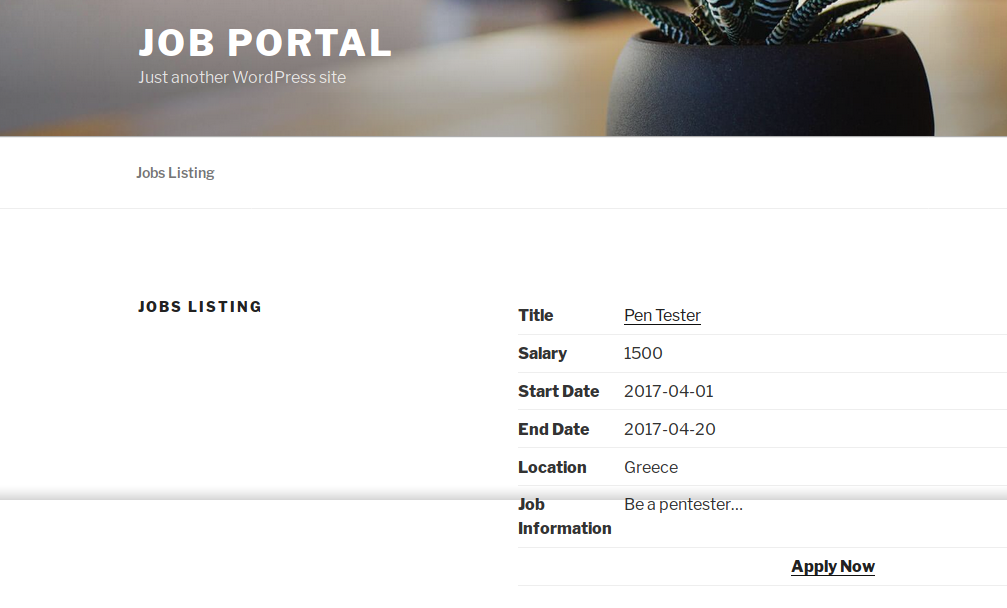 JOB PORTAL
Just another WordPress site
Jobs Listing
JOBS LISTING
Title Pen Tester
Salary 1500
Start Date 2017-04-01
End Date 2017-04-20
Location Greece
Job Be a pentester...
Information
Apply Now